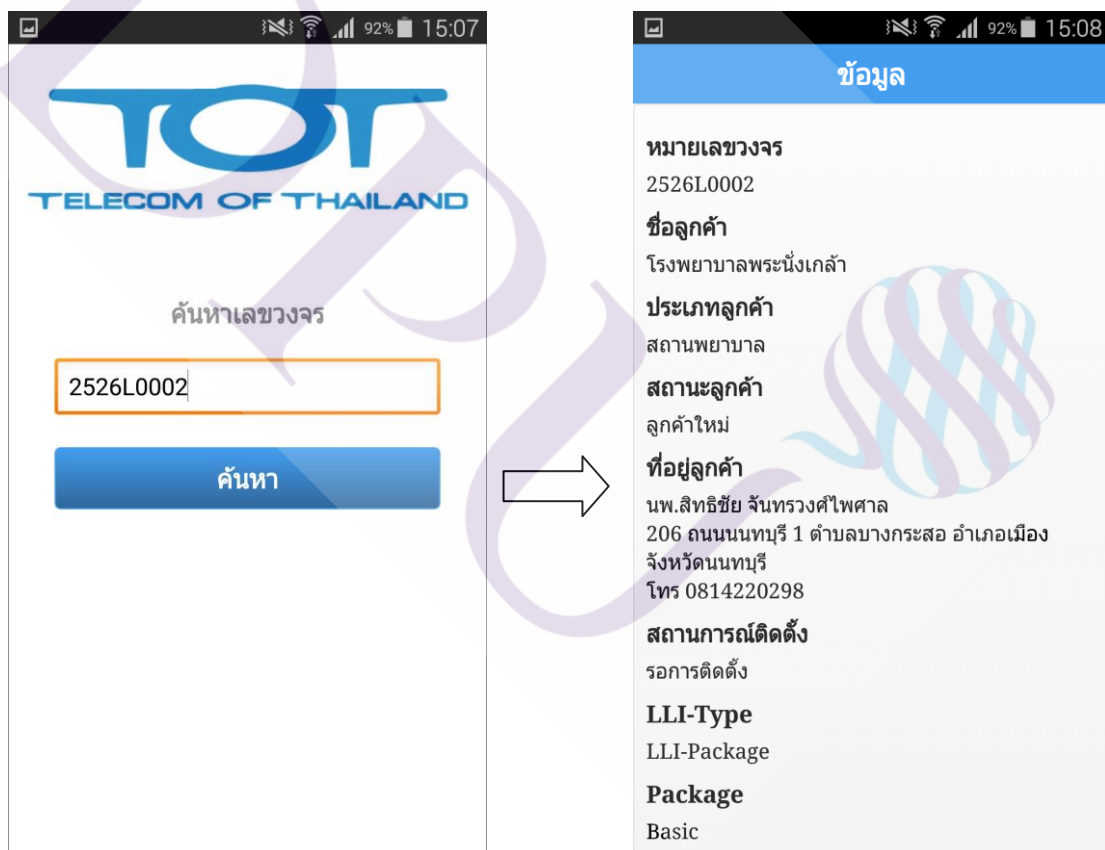 92% 15:07
TOT
TELECOM OF THAILAND
ค้นหาเลขวงจร
2526L0002
ค้นหา
92% 15:08
ข้อมูล
หมายเลขวงจร
2526L0002
ชื่อลูกค้า
โรงพยาบาลพระนั่งเกล้า
ประเภทลูกค้า
สถานพยาบาล
สถานะลูกค้า
ลูกค้าใหม่
ที่อยู่ลูกค้า
นพ.สิทธิชัย จันทรวงศ์ไพศาล
206 ถนนนนทบุรี 1 ตำบลบางกระสอ อำเภอเมือง
จังหวัดนนทบุรี
โทร 0814220298
สถานการณ์ติดตั้ง
รอการติดตั้ง
LLI-Type
LLI-Package
Package
Basic
DPU